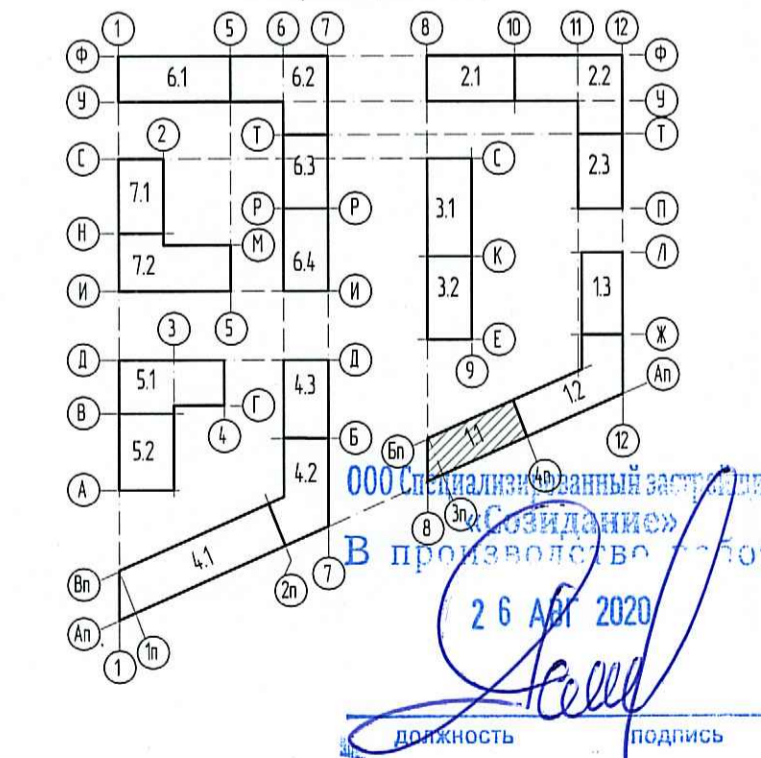 1 5 6 7 8 10 11 12
Ф 6.1 6.2 2.1 2.2 Ф
У У
2 Т Т
С 6.3 С 2.3
7.1 3.1
Р Р П
Н М К Л
7.2 6.4 3.2 1.3
И И
3 5 Е Ж
Д 5.1 4.3 Д 9 Ап
Г 1.2
В 4 Б Бп 1.1 12
5.2 4.2 4п
А 8 3п
ООО Специализированный застройщик
«Созидание»
В производство работ
4.1 7
Вп 2п
26 АВГ 2020
Ап 1п
1
должность подпись